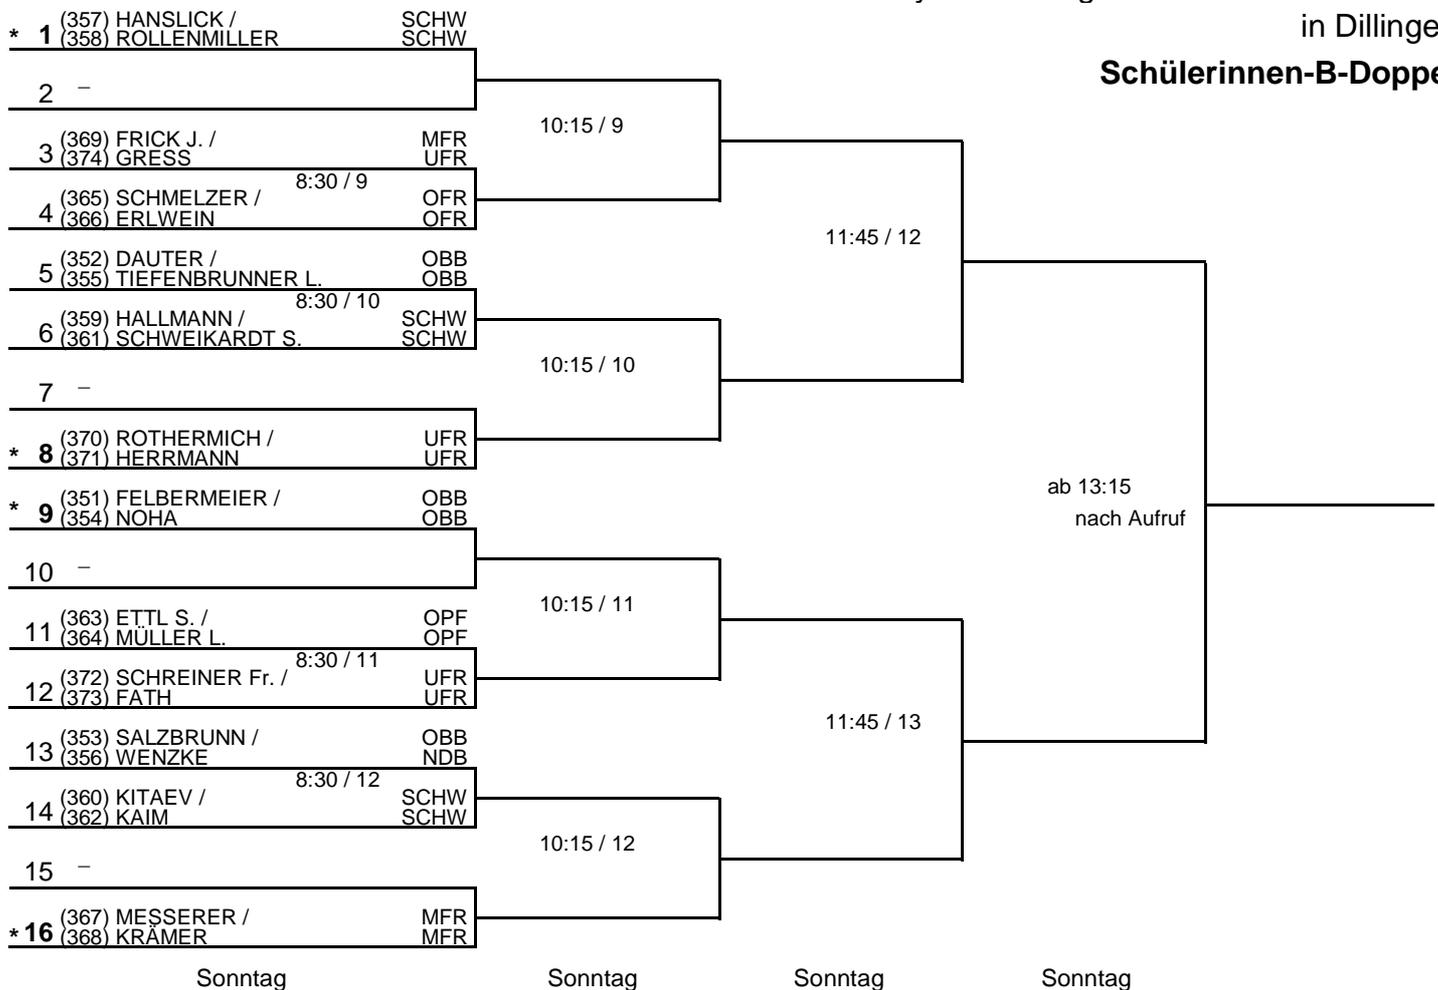 in Dillinge
Schülerinnen-B-Doppe
* 1 (357) HANSLICK / SCHW
(358) ROLLENMILLER SCHW
2 –
10:15 / 9
3 (369) FRICK J. / MFR
(374) GRESS UFR
8:30 / 9
4 (365) SCHMELZER / OFR
(366) ERLWEIN OFR
11:45 / 12
5 (352) DAUTER / OBB
(355) TIEFENBRUNNER L. OBB
8:30 / 10
6 (359) HALLMANN / SCHW
(361) SCHWEIKARDT S. SCHW
10:15 / 10
7 –
* 8 (370) ROTHERMICH / UFR
(371) HERRMANN UFR
ab 13:15
nach Aufruf
* 9 (351) FELBERMEIER / OBB
(354) NOHA OBB
10 –
10:15 / 11
11 (363) ETTL S. / OPF
(364) MÜLLER L. OPF
8:30 / 11
12 (372) SCHREINER Fr. / UFR
(373) FATH UFR
11:45 / 13
13 (353) SALZBRUNN / OBB
(356) WENZKE NDB
8:30 / 12
14 (360) KITAEV / SCHW
(362) KAIM SCHW
10:15 / 12
15 –
* 16 (367) MESSERER / MFR
(368) KRÄMER MFR
Sonntag Sonntag Sonntag Sonntag